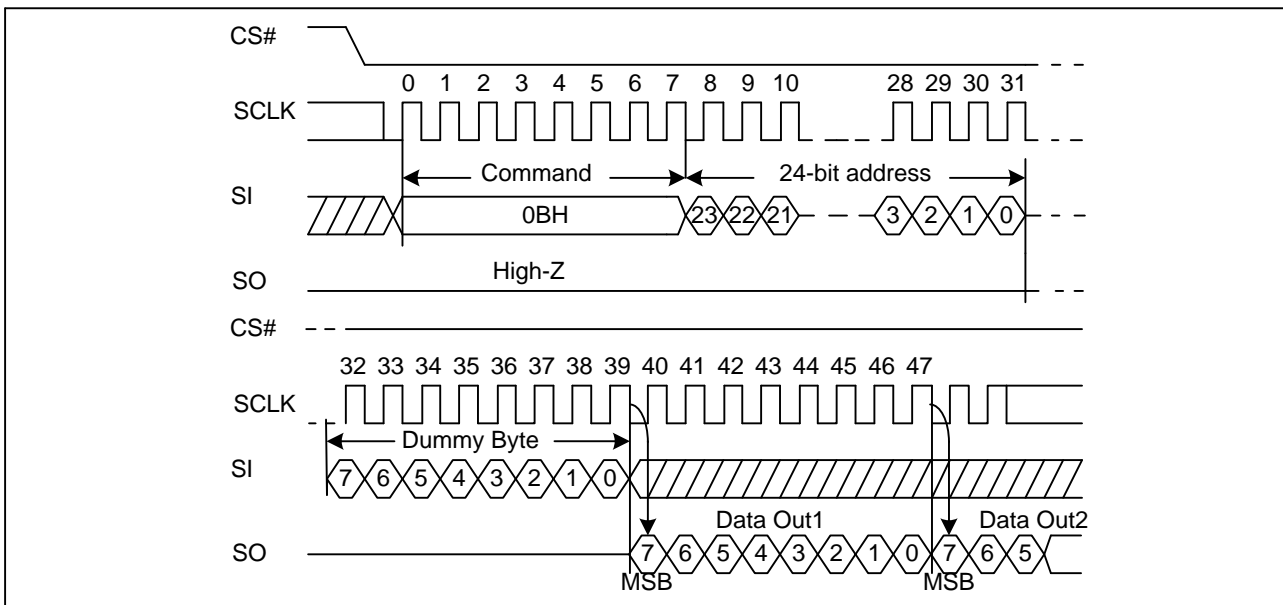 CS#
0 1 2 3 4 5 6 7 8 9 10 28 29 30 31
SCLK
Command 24-bit address
SI
0BH 23 22 21 3 2 1 0
High-Z
SO
CS#
32 33 34 35 36 37 38 39 40 41 42 43 44 45 46 47
SCLK
Dummy Byte
SI
7 6 5 4 3 2 1 0
Data Out1 Data Out2
SO
7 6 5 4 3 2 1 0 7 6 5
MSB MSB